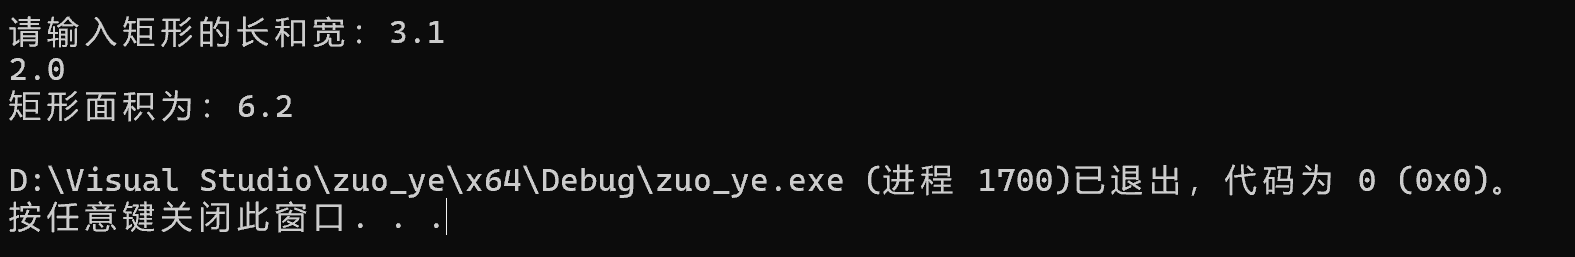 请输入矩形的长和宽：3.1
2.0
矩形面积为：6.2
D:\Visual Studio\zuo_ye\x64\Debug\zuo_ye.exe (进程 1700)已退出，代码为 0 (0x0)。
按任意键关闭此窗口. . .